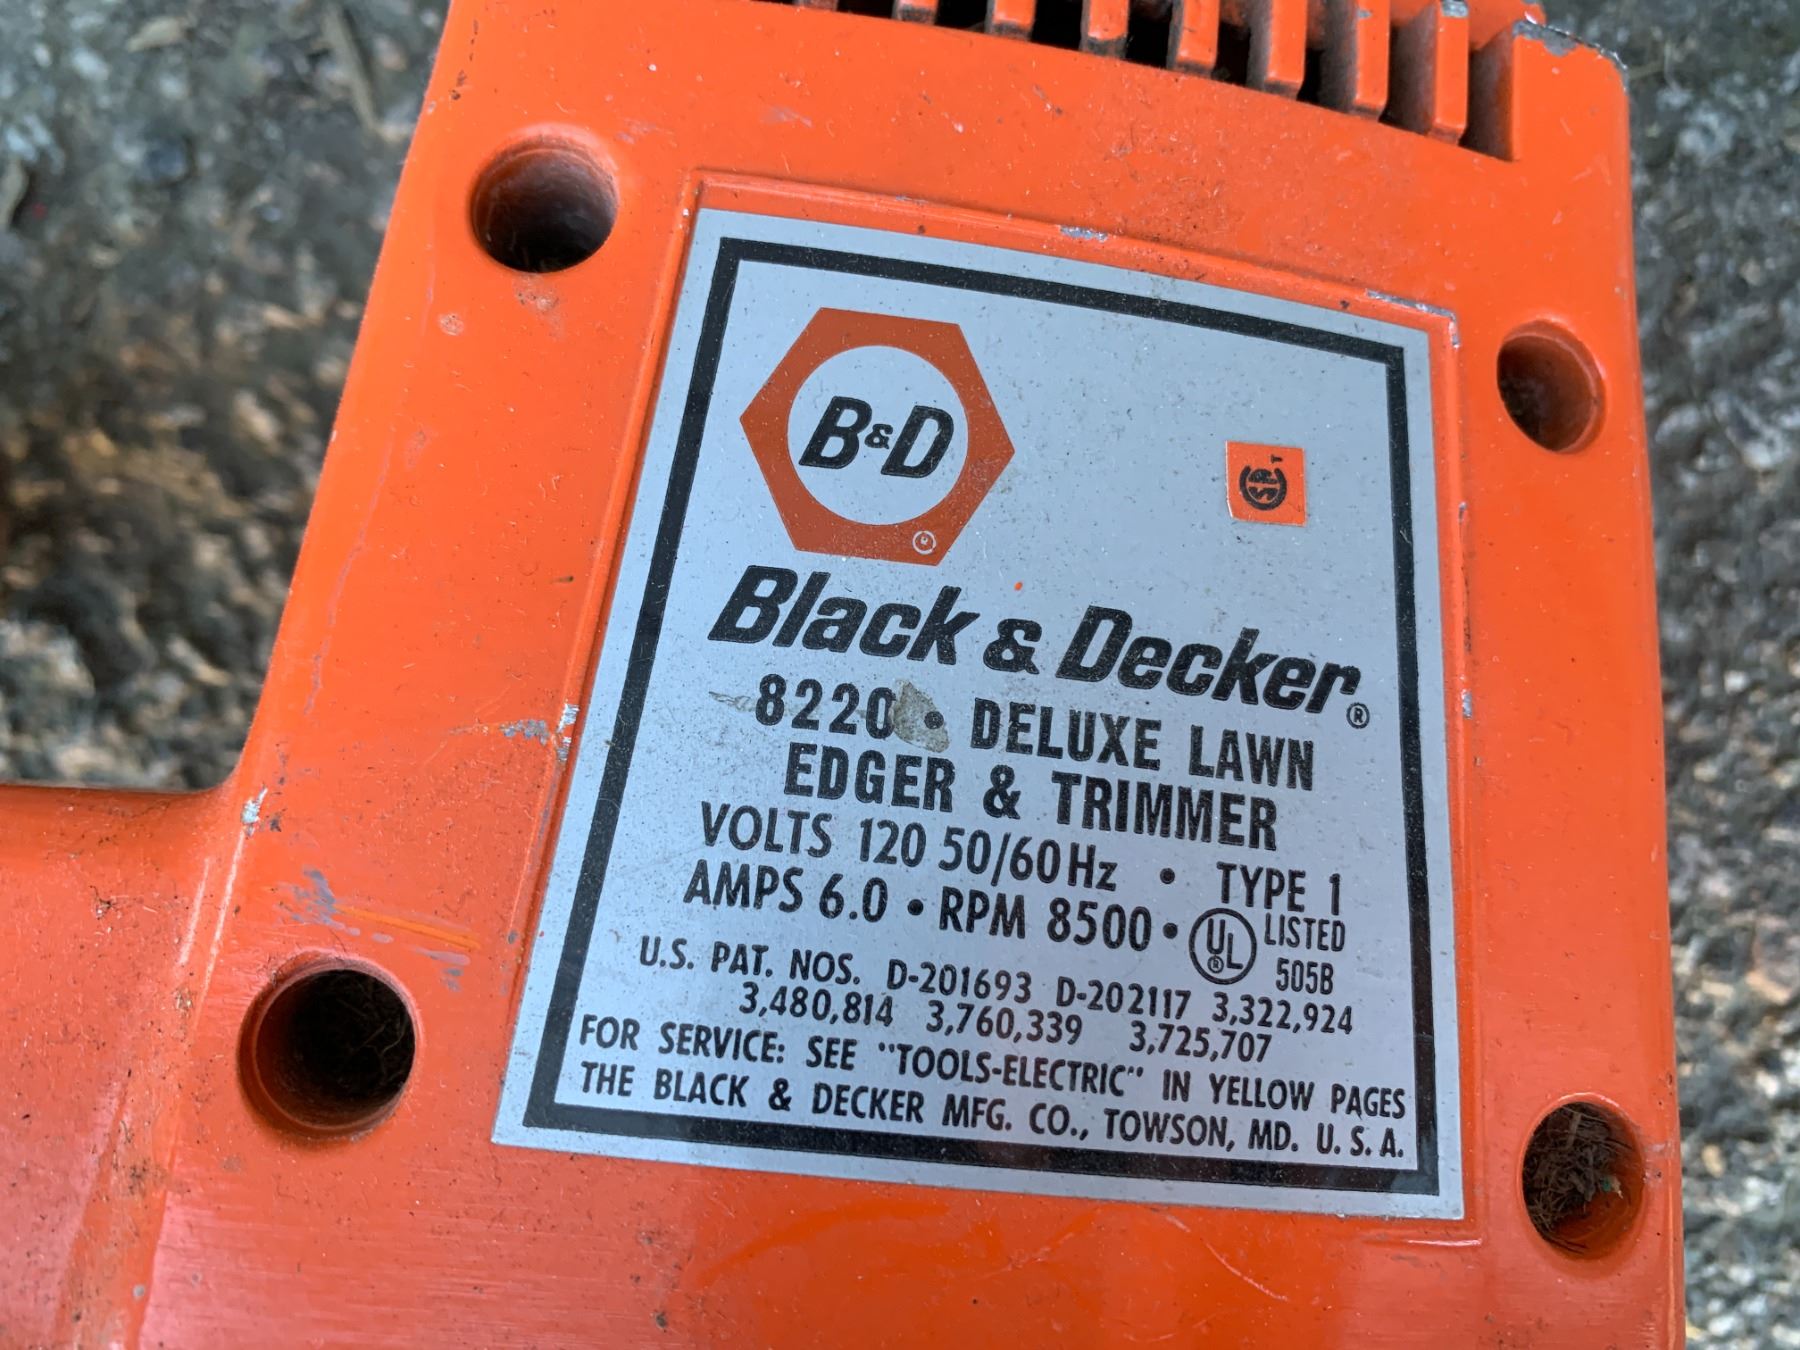 B&D
®
Black & Decker®
8220 • DELUXE LAWN
EDGER & TRIMMER
VOLTS 120 50/60Hz • TYPE 1
AMPS 6.0 • RPM 8500 • UL® LISTED
505B
U.S. PAT. NOS. D-201693 D-202117 3,322,924
3,480,814 3,760,339 3,725,707
FOR SERVICE: SEE "TOOLS-ELECTRIC" IN YELLOW PAGES
THE BLACK & DECKER MFG. CO., TOWSON, MD. U. S. A.